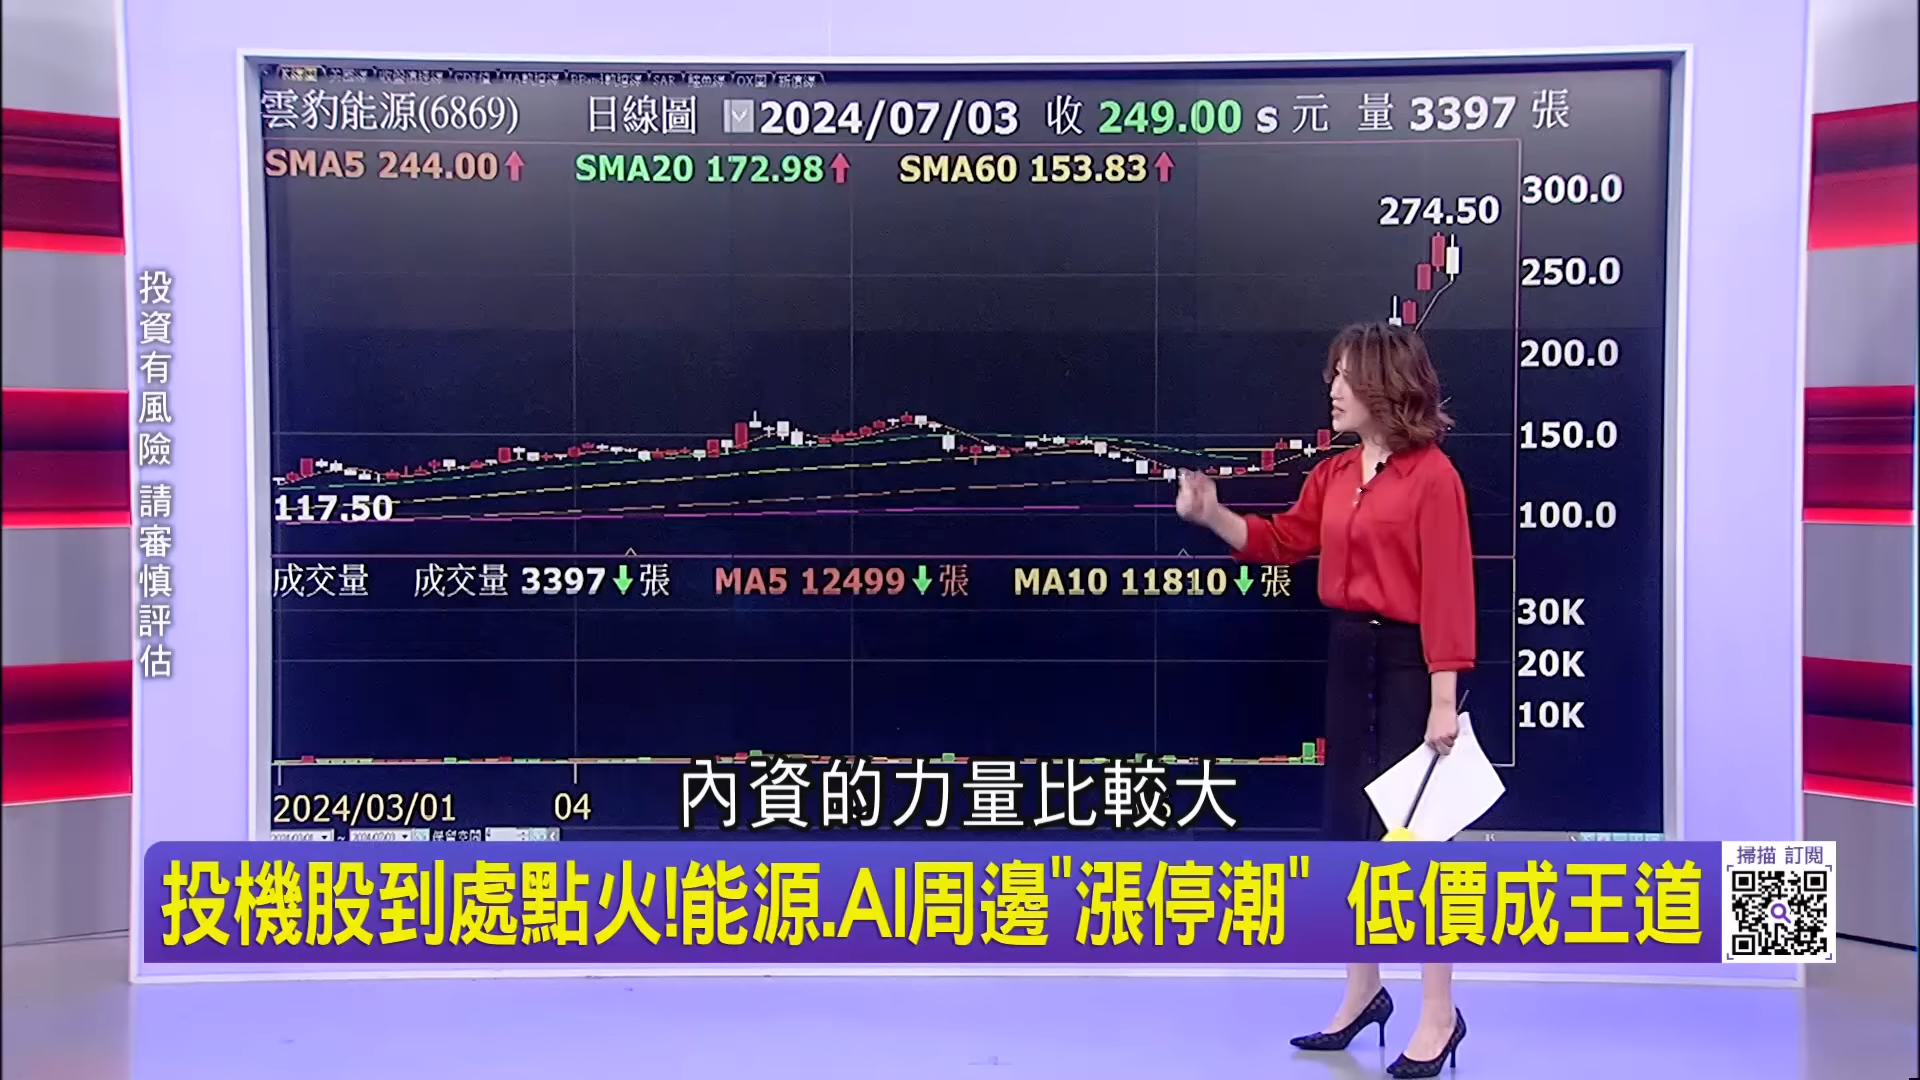 雲豹能源(6869) 日線圖 2024/07/03 收 249.00 s 元 量 3397 張
SMA5 244.00↑ SMA20 172.98↑ SMA60 153.83↑
274.50
300.0
250.0
200.0
150.0
100.0
117.50
成交量 成交量 3397↓張 MA5 12499↓張 MA10 11810↓張
30K
20K
10K
2024/03/01 04
投資有風險 請審慎評估
內資的力量比較大
投機股到處點火!能源.AI周邊"漲停潮" 低價成王道
掃描 訂閱